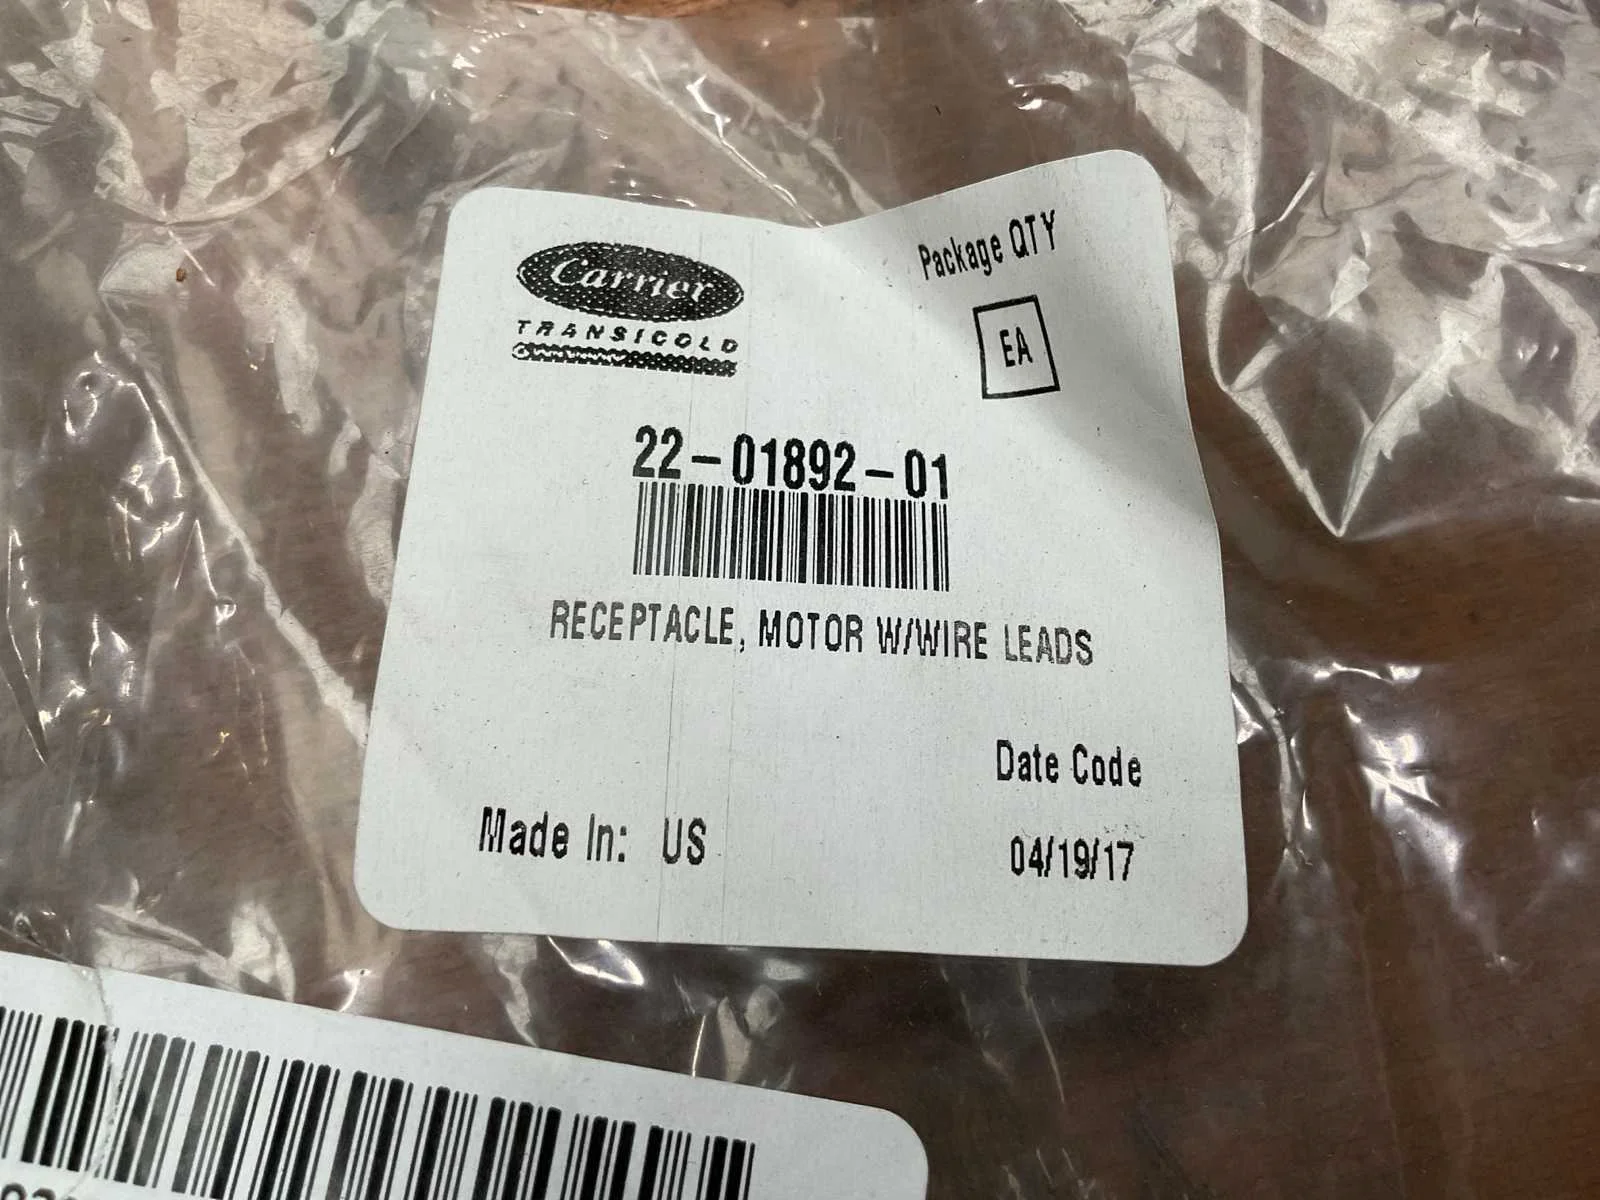 Carrier
TRANSICOLD
Package QTY
EA
22-01892-01
RECEPTACLE, MOTOR W/WIRE LEADS
Date Code
Made In: US
04/19/17